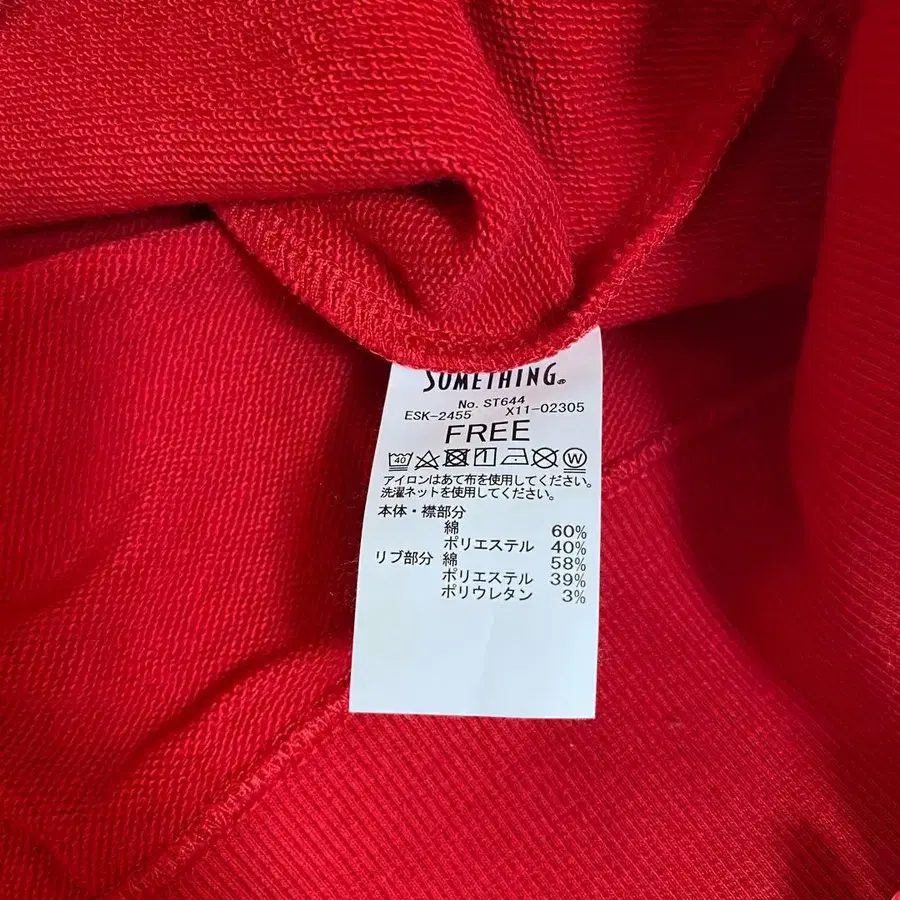 SOMETHING®
No. ST644
ESK-2455 X11-02305
FREE
40 W
アイロンはあて布を使用してください。
洗濯ネットを使用してください。
本体・襟部分
綿 60%
ポリエステル 40%
リブ部分 綿 58%
ポリエステル 39%
ポリウレタン 3%